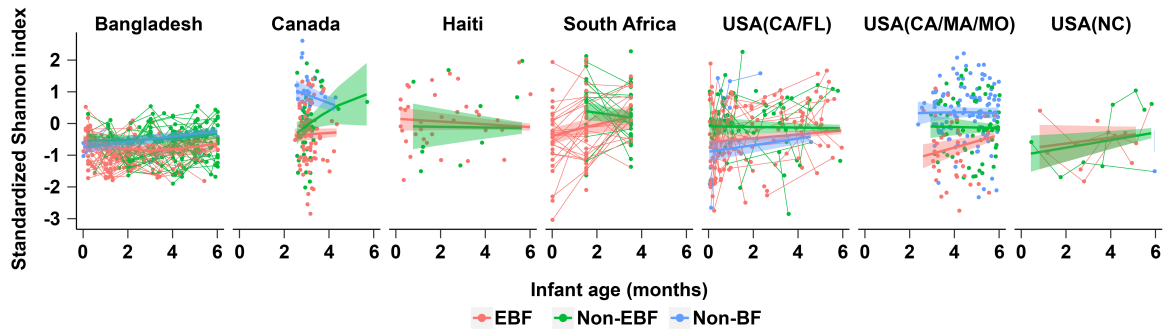 Bangladesh Canada Haiti South Africa USA(CA/FL) USA(CA/MA/MO) USA(NC)
Standardized Shannon index
2
1
0
-1
-2
-3
0 2 4 6 0 2 4 6 0 2 4 6 0 2 4 6 0 2 4 6 0 2 4 6 0 2 4 6
Infant age (months)
EBF Non-EBF Non-BF